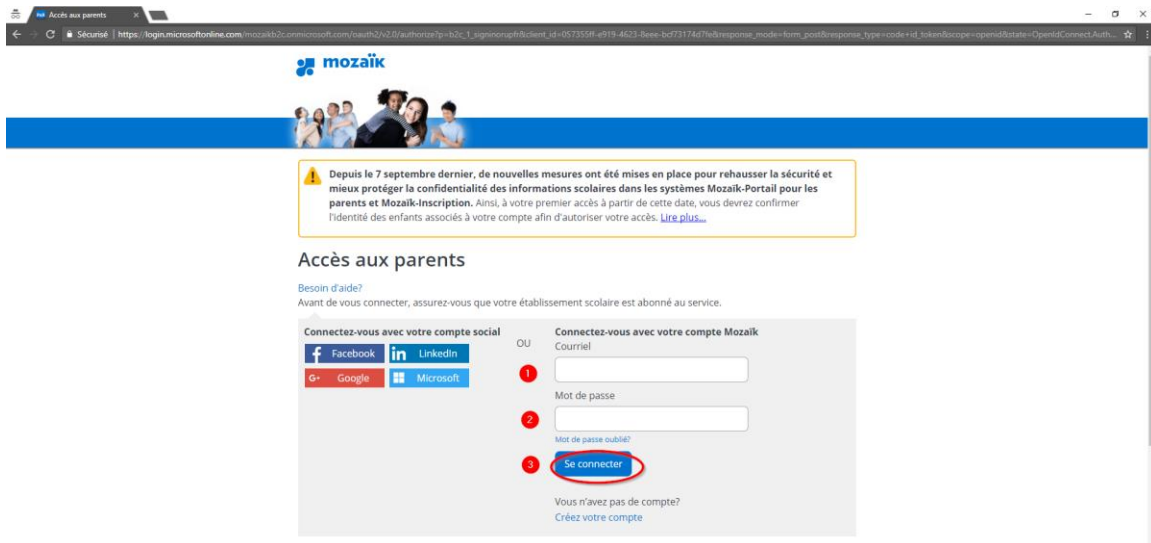 Accès aux parents
Sécurisé | https://login.microsoftonline.com/mozaikb2c.onmicrosoft.com/oauth2/v2.0/authorize?p=b2c_1_signinorupfr&client_id=057355ff-e919-4623-8eee-bcf73174d7fe&response_mode=form_post&response_type=code+id_token&scope=openid&state=OpenIdConnect.Auth...
mozaïk
Depuis le 7 septembre dernier, de nouvelles mesures ont été mises en place pour rehausser la sécurité et
mieux protéger la confidentialité des informations scolaires dans les systèmes Mozaïk-Portail pour les
parents et Mozaïk-Inscription. Ainsi, à votre premier accès à partir de cette date, vous devrez confirmer
l'identité des enfants associés à votre compte afin d'autoriser votre accès. Lire plus...
Accès aux parents
Besoin d'aide?
Avant de vous connecter, assurez-vous que votre établissement scolaire est abonné au service.
Connectez-vous avec votre compte social
Facebook
LinkedIn
Google
Microsoft
OU
Connectez-vous avec votre compte Mozaïk
Courriel
1
Mot de passe
2
Mot de passe oublié?
3
Se connecter
Vous n'avez pas de compte?
Créez votre compte